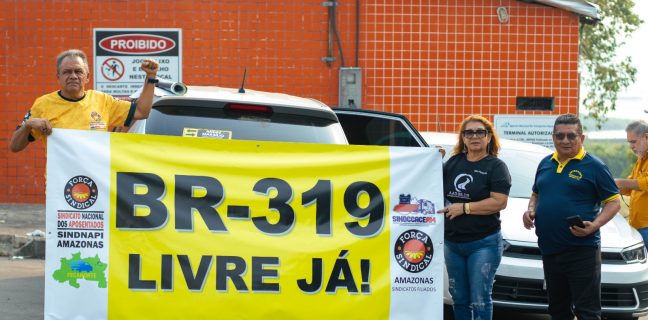 PROIBIDO
BR-319
LIVRE JÁ!
FORÇA
SINDICAL
SINDICATO NACIONAL
DOS APOSENTADOS
SINDNAPI
AMAZONAS
SINDCCACE
FORÇA
SINDICAL
AMAZONAS
SINDICATOS FILIADOS
TERMINAL AUTORIZADO